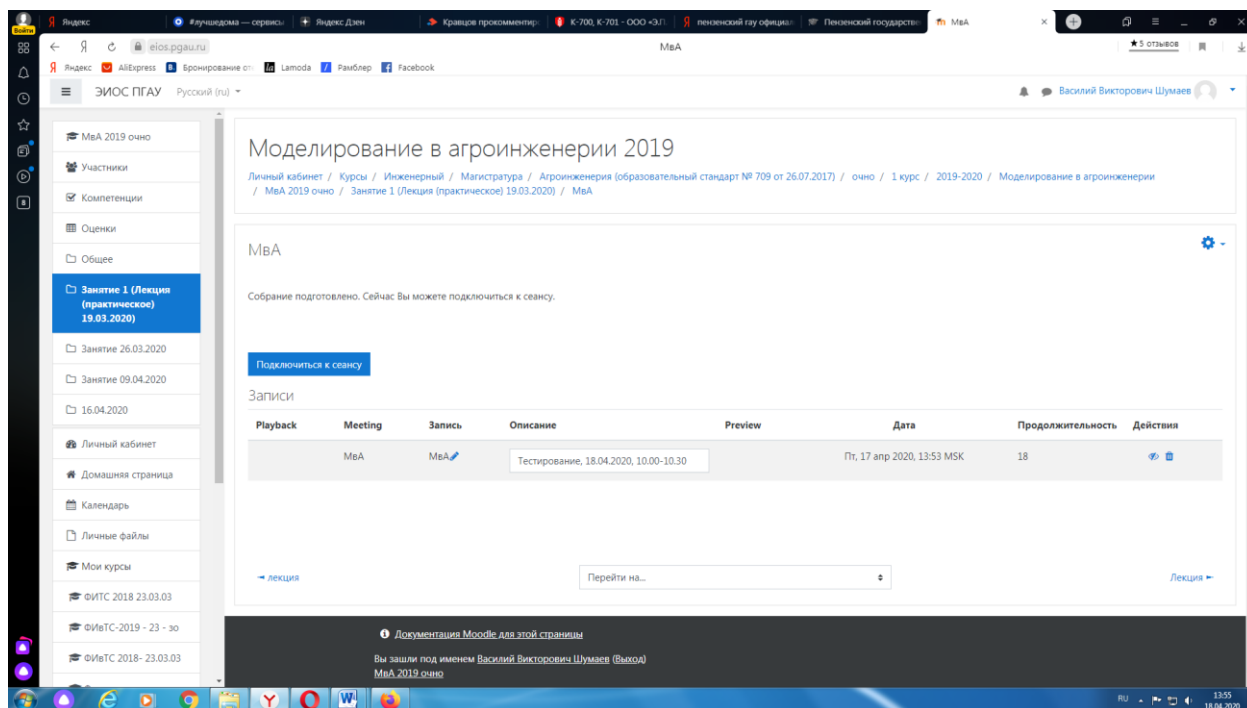 Войти
Яндекс
#лучшедома — сервисы
Яндекс.Дзен
Кравцов прокомментир
К-700, К-701 - ООО «З.П.
пензенский гау официал
Пензенский государстве
МвА
eios.pgau.ru
МвА
★ 5 отзывов
Яндекс
AliExpress
Бронирование от
Lamoda
Рамблер
Facebook
ЭИОС ПГАУ
Русский (ru)
Василий Викторович Шумаев
МвА 2019 очно
Участники
Компетенции
Оценки
Общее
Занятие 1 (Лекция
(практическое)
19.03.2020)
Занятие 26.03.2020
Занятие 09.04.2020
16.04.2020
Личный кабинет
Домашняя страница
Календарь
Личные файлы
Мои курсы
ФИТС 2018 23.03.03
ФИвТС-2019 - 23 - зо
ФИвТС 2018- 23.03.03
Моделирование в агроинженерии 2019
Личный кабинет / Курсы / Инженерный / Магистратура / Агроинженерия (образовательный стандарт № 709 от 26.07.2017) / очно / 1 курс / 2019-2020 / Моделирование в агроинженерии
/ МвА 2019 очно / Занятие 1 (Лекция (практическое) 19.03.2020) / МвА
МвА
Собрание подготовлено. Сейчас Вы можете подключиться к сеансу.
Подключиться к сеансу
Записи
Playback Meeting Запись Описание Preview Дата Продолжительность Действия
МвА МвА Тестирование, 18.04.2020, 10.00-10.30 Пт, 17 апр 2020, 13:53 MSK 18
лекция
Перейти на...
Лекция
Документация Moodle для этой страницы
Вы зашли под именем Василий Викторович Шумаев (Выход)
МвА 2019 очно
RU
13:55
18.04.2020